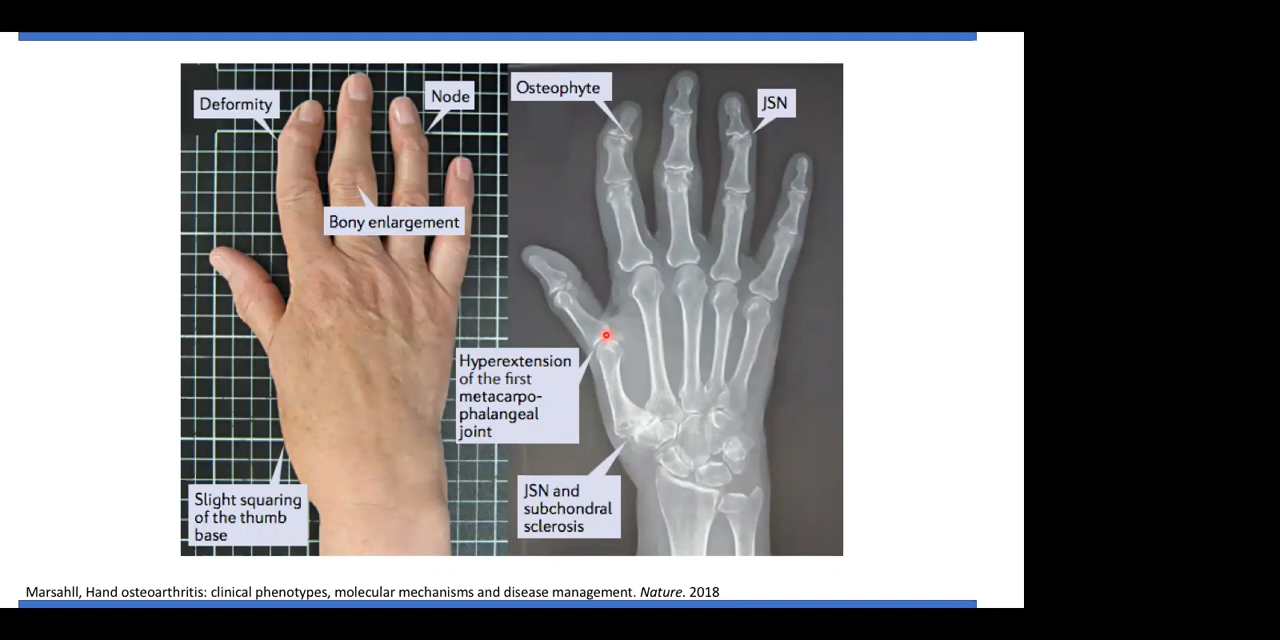 Deformity
Node
Bony enlargement
Slight squaring
of the thumb
base
Osteophyte
JSN
Hyperextension
of the first
metacarpo-
phalangeal
joint
JSN and
subchondral
sclerosis
Marsahll, Hand osteoarthritis: clinical phenotypes, molecular mechanisms and disease management. Nature. 2018